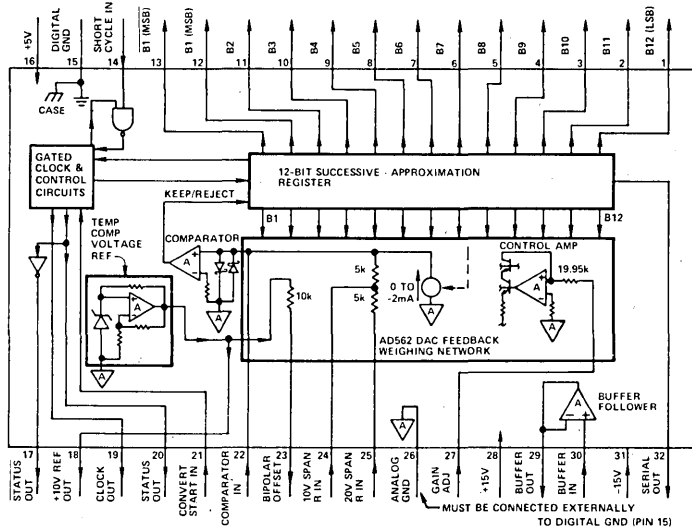 +5V
DIGITAL
GND
SHORT
CYCLE IN
B1 (MSB)
B1 (MSB)
B2
B3
B4
B5
B6
B7
B8
B9
B10
B11
B12 (LSB)
16
15
14
13
12
11
10
9
8
7
6
5
4
3
2
1
CASE
GATED
CLOCK &
CONTROL
CIRCUITS
12-BIT SUCCESSIVE - APPROXIMATION
REGISTER
KEEP/REJECT
TEMP
COMP
VOLTAGE
REF
COMPARATOR
B1
B12
CONTROL AMP
A
10k
5k
5k
0 TO
-2mA
19.95k
A
A
A
A
A
A
AD562 DAC FEEDBACK
WEIGHING NETWORK
A
A
BUFFER
FOLLOWER
17
18
19
20
21
22
23
24
25
26
27
28
29
30
31
32
STATUS
OUT
+10V REF
OUT
CLOCK
OUT
STATUS
OUT
CONVERT
START IN
COMPARATOR
IN
BIPOLAR
OFFSET
10V SPAN
R IN
20V SPAN
R IN
ANALOG
GND
GAIN
ADJ
+15V
BUFFER
OUT
BUFFER
IN
-15V
SERIAL
OUT
MUST BE CONNECTED EXTERNALLY
TO DIGITAL GND (PIN 15)